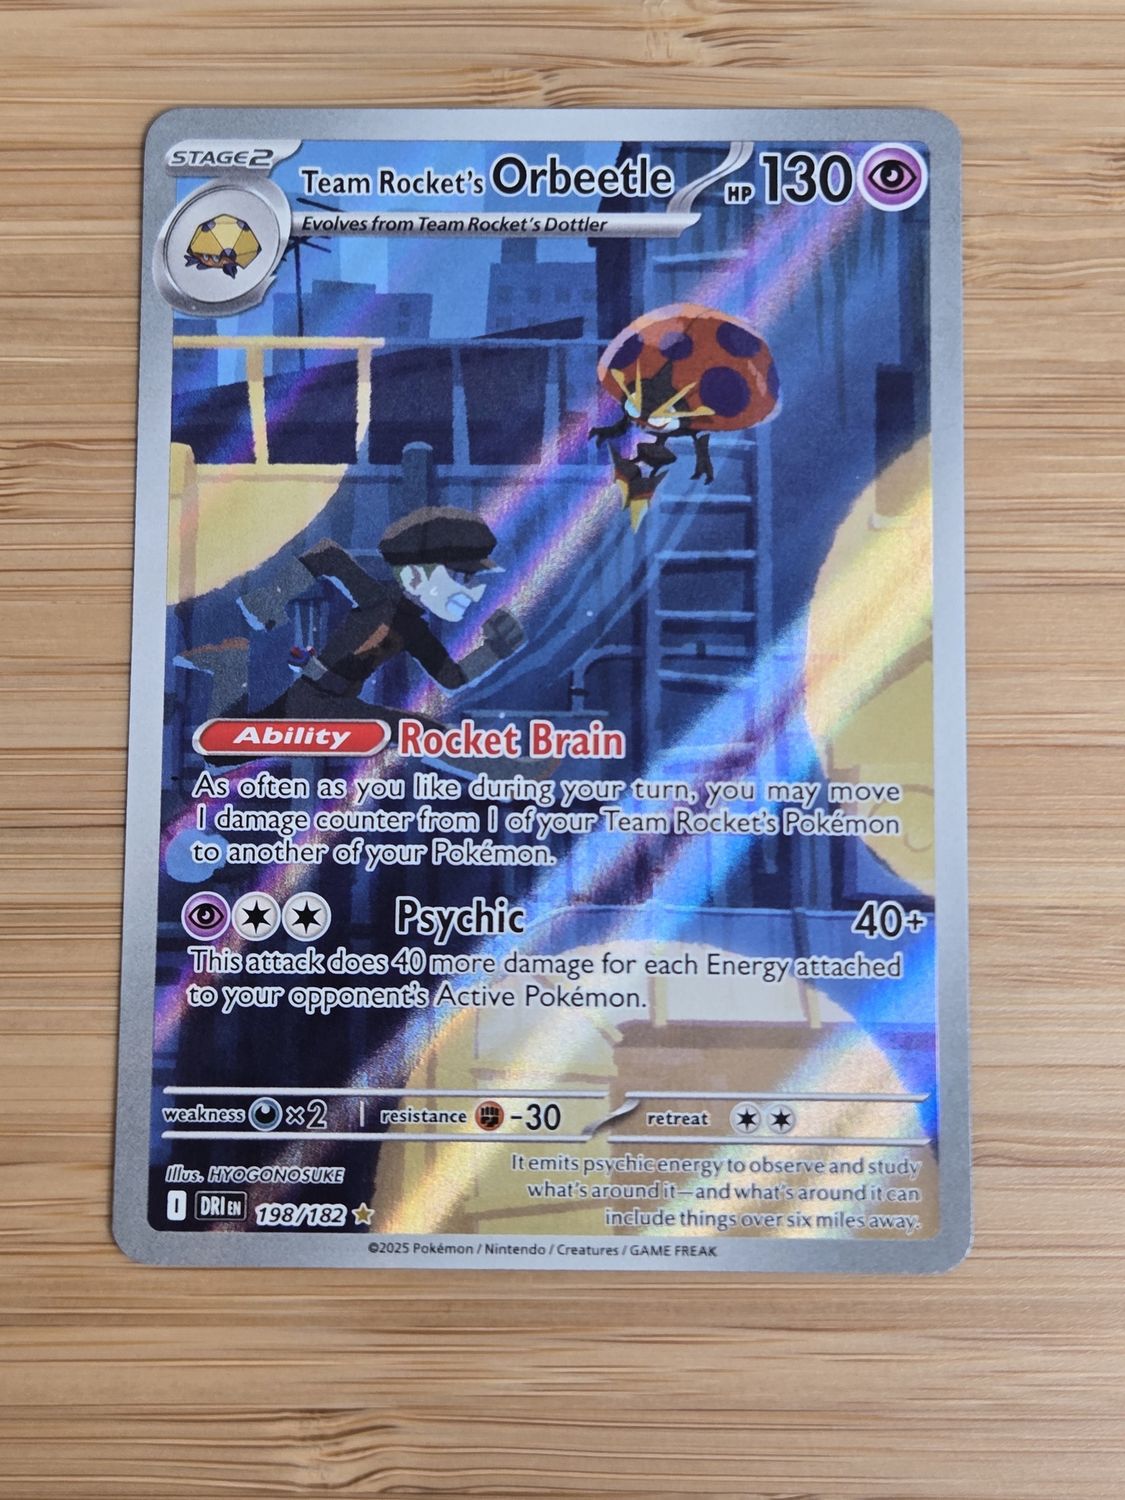 STAGE2
Team Rocket's Orbeetle HP 130
Evolves from Team Rocket's Dottler
Ability Rocket Brain
As often as you like during your turn, you may move
1 damage counter from 1 of your Team Rocket's Pokémon
to another of your Pokémon.
Psychic 40+
This attack does 40 more damage for each Energy attached
to your opponent's Active Pokémon.
weakness ×2 resistance -30 retreat
Illus. HYOGONOSUKE
It emits psychic energy to observe and study
what's around it—and what's around it can
include things over six miles away.
I DRI EN 198/182
©2025 Pokémon / Nintendo / Creatures / GAME FREAK